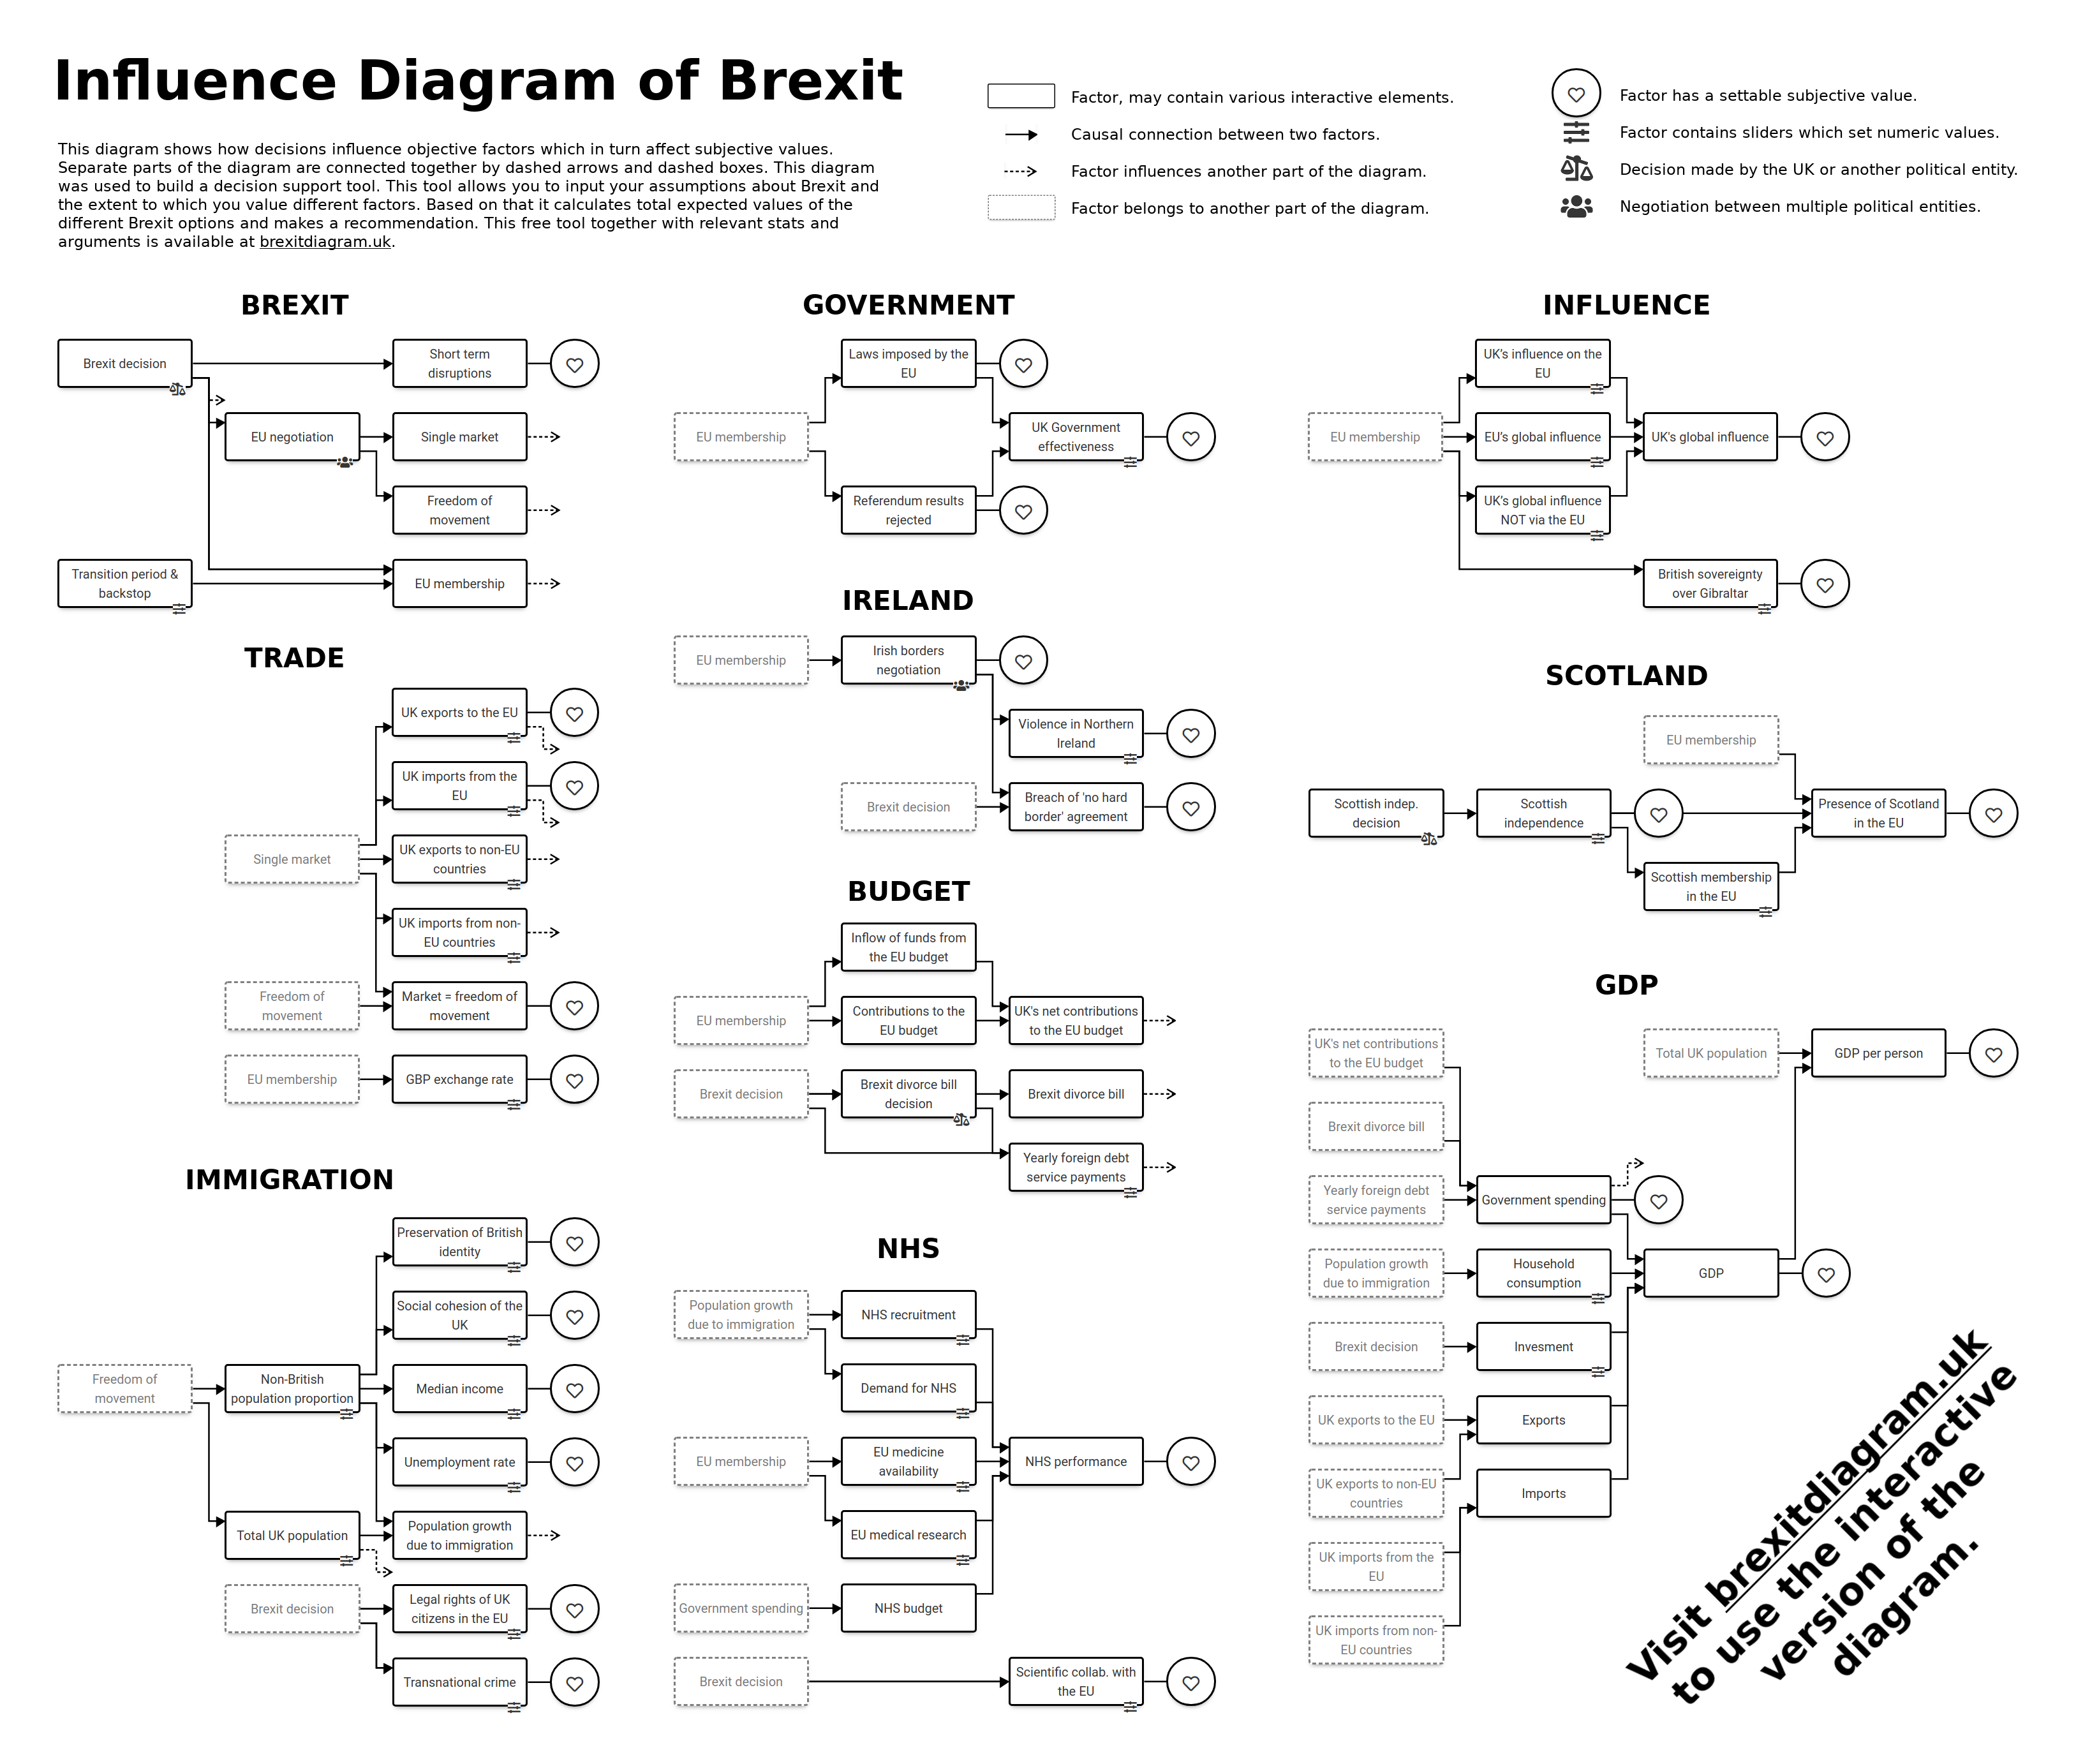 Influence Diagram of Brexit
This diagram shows how decisions influence objective factors which in turn affect subjective values.
Separate parts of the diagram are connected together by dashed arrows and dashed boxes. This diagram
was used to build a decision support tool. This tool allows you to input your assumptions about Brexit and
the extent to which you value different factors. Based on that it calculates total expected values of the
different Brexit options and makes a recommendation. This free tool together with relevant stats and
arguments is available at brexitdiagram.uk.
Factor, may contain various interactive elements.
Causal connection between two factors.
Factor influences another part of the diagram.
Factor belongs to another part of the diagram.
Factor has a settable subjective value.
Factor contains sliders which set numeric values.
Decision made by the UK or another political entity.
Negotiation between multiple political entities.
BREXIT
Brexit decision
Short term
disruptions
EU negotiation
Single market
Freedom of
movement
Transition period &
backstop
EU membership
TRADE
UK exports to the EU
UK imports from the
EU
Single market
UK exports to non-EU
countries
UK imports from non-
EU countries
Freedom of
movement
Market = freedom of
movement
EU membership
GBP exchange rate
IMMIGRATION
Preservation of British
identity
Social cohesion of the
UK
Freedom of
movement
Non-British
population proportion
Median income
Unemployment rate
Total UK population
Population growth
due to immigration
Brexit decision
Legal rights of UK
citizens in the EU
Transnational crime
GOVERNMENT
Laws imposed by the
EU
EU membership
UK Government
effectiveness
Referendum results
rejected
IRELAND
EU membership
Irish borders
negotiation
Violence in Northern
Ireland
Brexit decision
Breach of 'no hard
border' agreement
BUDGET
Inflow of funds from
the EU budget
EU membership
Contributions to the
EU budget
UK's net contributions
to the EU budget
Brexit decision
Brexit divorce bill
decision
Brexit divorce bill
Yearly foreign debt
service payments
NHS
Population growth
due to immigration
NHS recruitment
Demand for NHS
EU membership
EU medicine
availability
NHS performance
EU medical research
Government spending
NHS budget
Brexit decision
Scientific collab. with
the EU
INFLUENCE
UK’s influence on the
EU
EU membership
EU’s global influence
UK's global influence
UK’s global influence
NOT via the EU
British sovereignty
over Gibraltar
SCOTLAND
EU membership
Scottish indep.
decision
Scottish
independence
Presence of Scotland
in the EU
Scottish membership
in the EU
GDP
UK's net contributions
to the EU budget
Total UK population
GDP per person
Brexit divorce bill
Yearly foreign debt
service payments
Government spending
Population growth
due to immigration
Household
consumption
GDP
Brexit decision
Invesment
UK exports to the EU
Exports
UK exports to non-EU
countries
Imports
UK imports from the
EU
UK imports from non-
EU countries
Visit brexitdiagram.uk
to use the interactive
version of the
diagram.